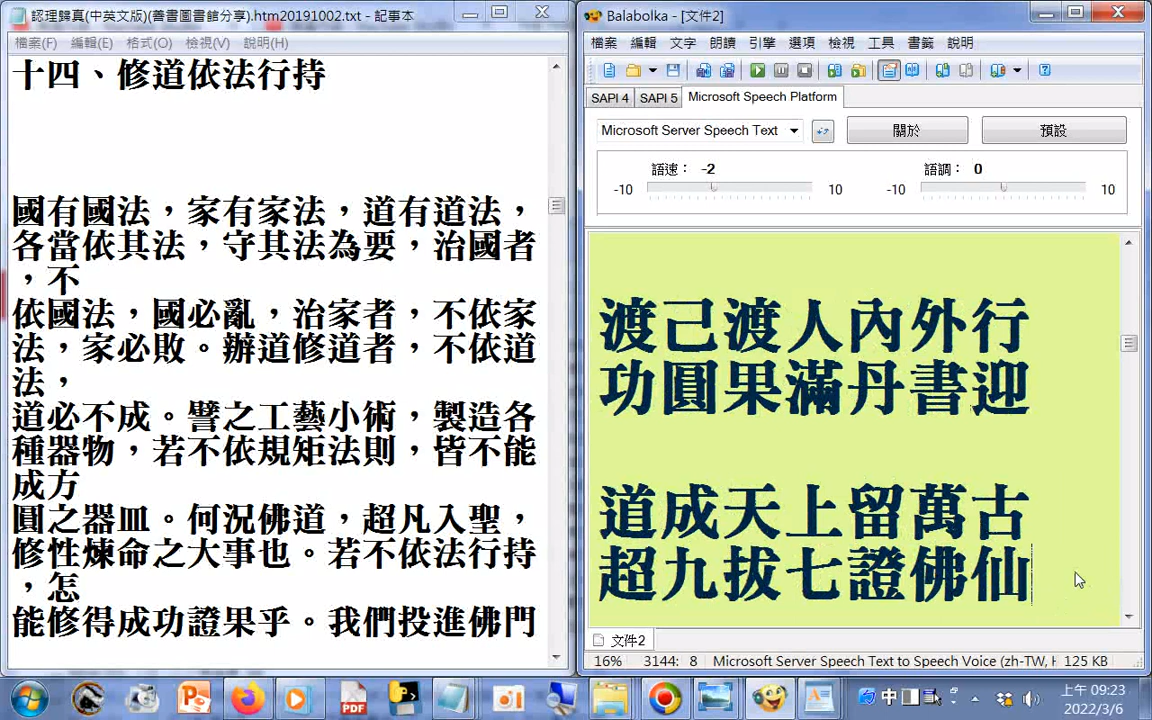 認理歸真(中英文版)(善書圖書館分享).htm20191002.txt - 記事本
檔案(F) 編輯(E) 格式(O) 檢視(V) 說明(H)
十四、修道依法行持
國有國法，家有家法，道有道法，
各當依其法，守其法為要，治國者
，不
依國法，國必亂，治家者，不依家
法，家必敗。辦道修道者，不依道
法，
道必不成。譬之工藝小術，製造各
種器物，若不依規矩法則，皆不能
成方
圓之器皿。何況佛道，超凡入聖，
修性煉命之大事也。若不依法行持
，怎
能修得成功證果乎。我們投進佛門
Balabolka - [文件2]
檔案 編輯 文字 朗讀 引擎 選項 檢視 工具 書籤 說明
SAPI 4 SAPI 5 Microsoft Speech Platform
Microsoft Server Speech Text 關於 預設
語速： -2 語調： 0
-10 10 -10 10
渡己渡人內外行
功圓果滿丹書迎
道成天上留萬古
超九拔七證佛仙
文件2
16% 3144: 8 Microsoft Server Speech Text to Speech Voice (zh-TW, H 125 KB
PDF
中
上午 09:23
2022/3/6